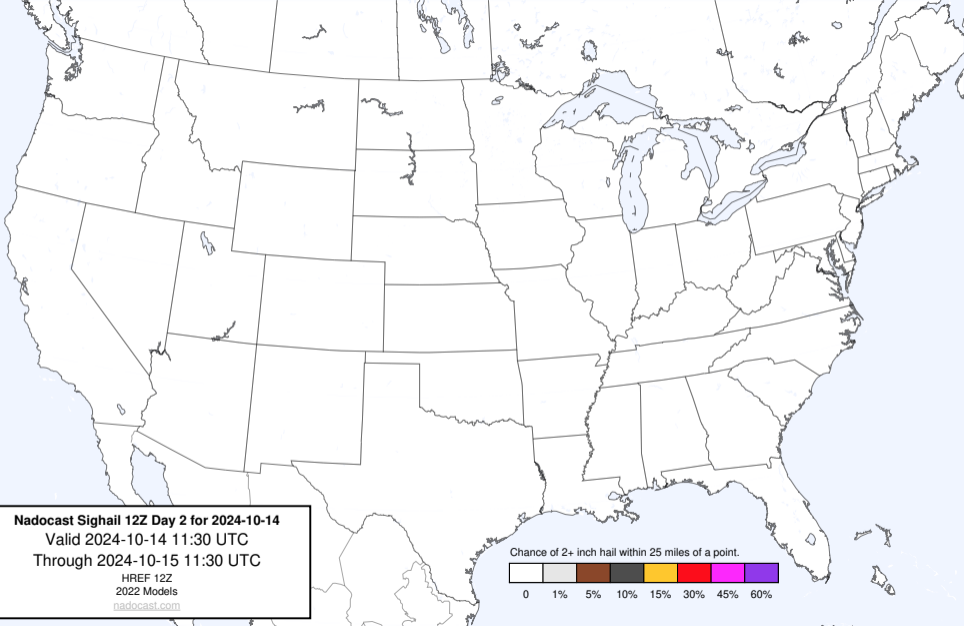 Nadocast Sighail 12Z Day 2 for 2024-10-14
Valid 2024-10-14 11:30 UTC
Through 2024-10-15 11:30 UTC
HREF 12Z
2022 Models
nadocast.com
Chance of 2+ inch hail within 25 miles of a point.
0 1% 5% 10% 15% 30% 45% 60%